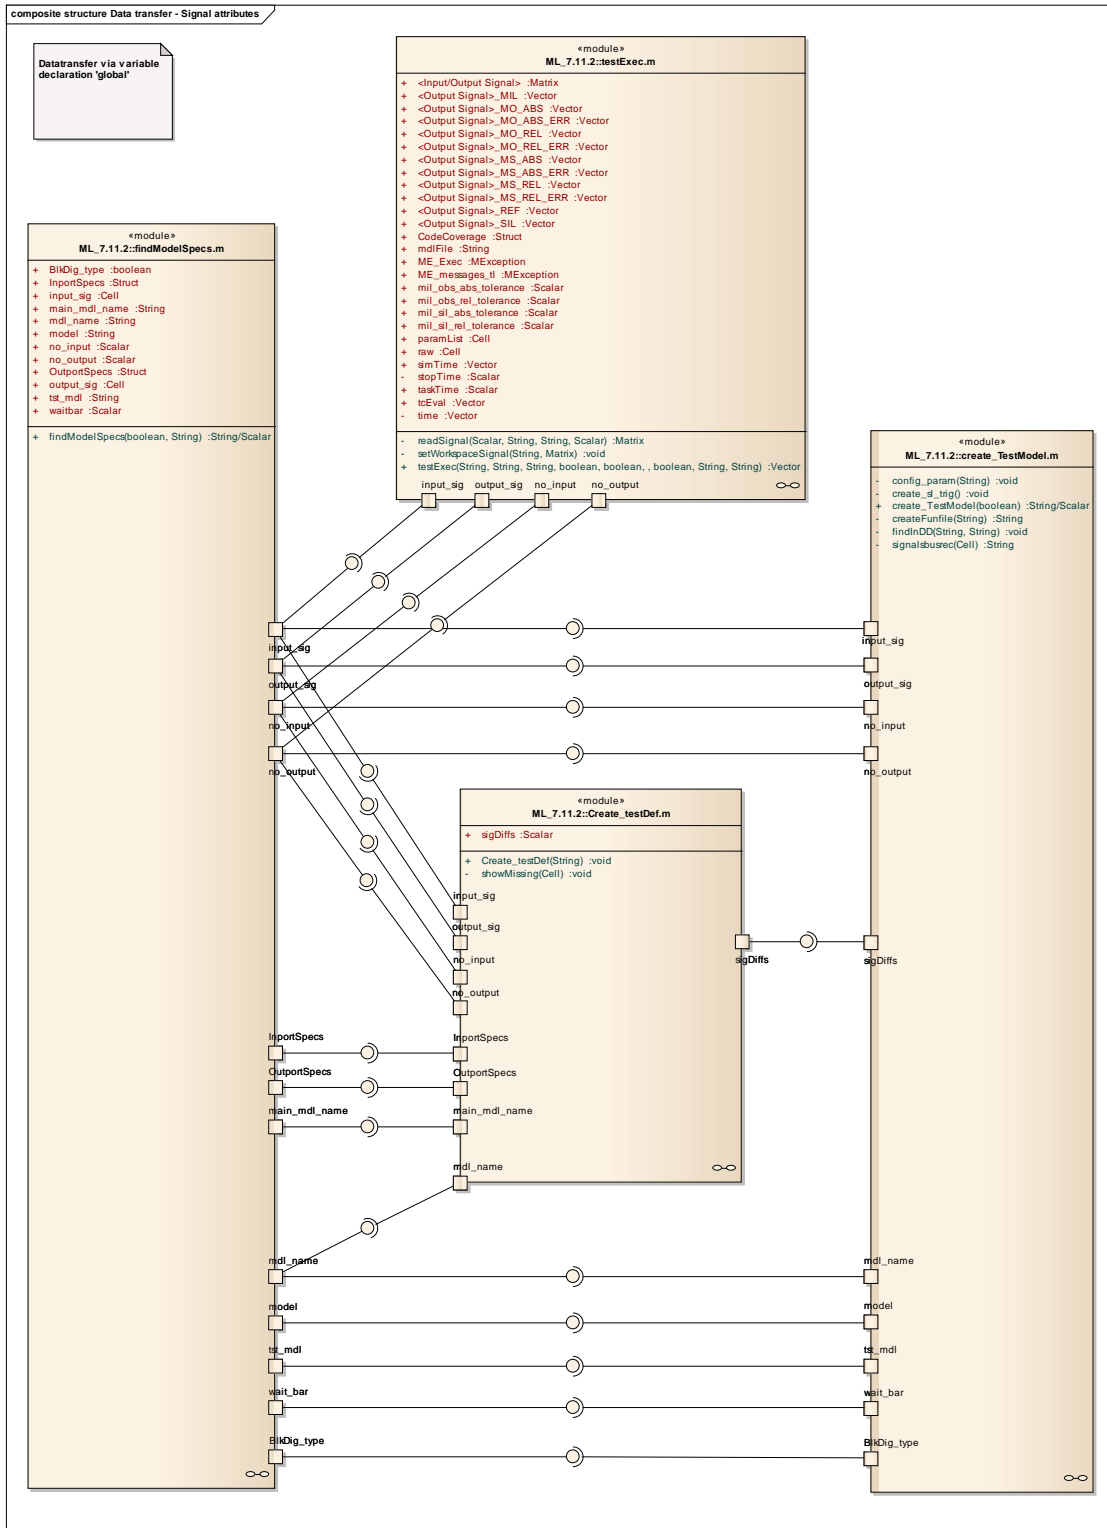 composite structure Data transfer - Signal attributes
Datatransfer via variable
declaration 'global'
«module»
ML_7.11.2::testExec.m
+ <Input/Output Signal> :Matrix
+ <Output Signal>_MIL :Vector
+ <Output Signal>_MO_ABS :Vector
+ <Output Signal>_MO_ABS_ERR :Vector
+ <Output Signal>_MO_REL :Vector
+ <Output Signal>_MO_REL_ERR :Vector
+ <Output Signal>_MS_ABS :Vector
+ <Output Signal>_MS_ABS_ERR :Vector
+ <Output Signal>_MS_REL :Vector
+ <Output Signal>_MS_REL_ERR :Vector
+ <Output Signal>_REF :Vector
+ <Output Signal>_SIL :Vector
+ CodeCoverage :Struct
+ mdlFile :String
+ ME_Exec :MException
+ ME_messages_tl :MException
+ mil_obs_abs_tolerance :Scalar
+ mil_obs_rel_tolerance :Scalar
+ mil_sil_abs_tolerance :Scalar
+ mil_sil_rel_tolerance :Scalar
+ paramList :Cell
+ raw :Cell
+ simTime :Vector
- stopTime :Scalar
+ taskTime :Scalar
+ tcEval :Vector
- time :Vector
- readSignal(Scalar, String, String, Scalar) :Matrix
- setWorkspaceSignal(String, Matrix) :void
+ testExec(String, String, String, boolean, boolean, , boolean, String, String) :Vector
input_sig output_sig no_input no_output
«module»
ML_7.11.2::findModelSpecs.m
+ BlkDig_type :boolean
+ InportSpecs :Struct
+ input_sig :Cell
+ main_mdl_name :String
+ mdl_name :String
+ model :String
+ no_input :Scalar
+ no_output :Scalar
+ OutportSpecs :Struct
+ output_sig :Cell
+ tst_mdl :String
+ waitbar :Scalar
+ findModelSpecs(boolean, String) :String/Scalar
input_sig
output_sig
no_input
no_output
InportSpecs
OutportSpecs
main_mdl_name
mdl_name
model
tst_mdl
wait_bar
BlkDig_type
«module»
ML_7.11.2::Create_testDef.m
+ sigDiffs :Scalar
+ Create_testDef(String) :void
- showMissing(Cell) :void
input_sig
output_sig
no_input
no_output
sigDiffs
InportSpecs
OutportSpecs
main_mdl_name
mdl_name
«module»
ML_7.11.2::create_TestModel.m
- config_param(String) :void
- create_sl_trig() :void
+ create_TestModel(boolean) :String/Scalar
- createFunfile(String) :String
- findInDD(String, String) :void
- signalsbusrec(Cell) :String
input_sig
output_sig
no_input
no_output
sigDiffs
mdl_name
model
tst_mdl
wait_bar
BlkDig_type